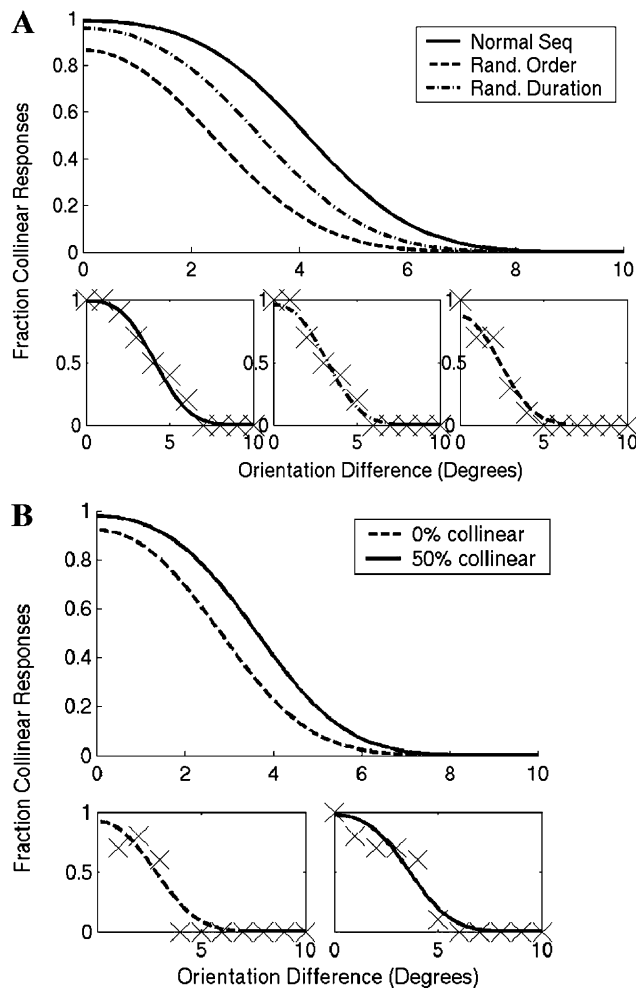 A
Normal Seq
Rand. Order
Rand. Duration
Fraction Collinear Responses
1
0.8
0.6
0.4
0.2
0
0 2 4 6 8 10
1 1 1
0.5 0.5 0.5
0 0 0
0 5 10 0 5 10 0 5 10
Orientation Difference (Degrees)
B
0% collinear
50% collinear
Fraction Collinear Responses
1
0.8
0.6
0.4
0.2
0
0 2 4 6 8 10
1 1
0.5 0.5
0 0
0 5 10 0 5 10
Orientation Difference (Degrees)